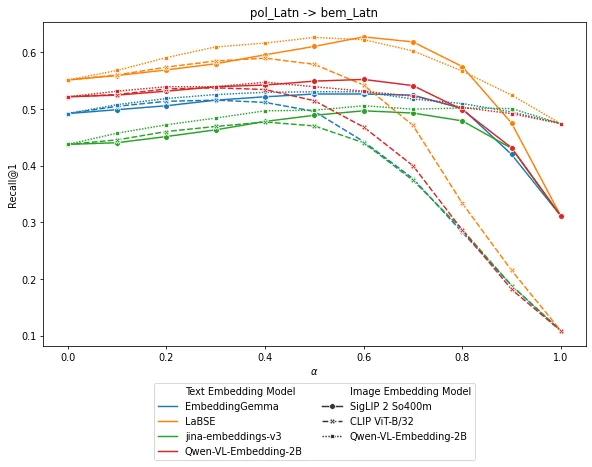 pol_Latn -> bem_Latn
Recall@1
0.6
0.5
0.4
0.3
0.2
0.1
0.0 0.2 0.4 0.6 0.8 1.0
α
Text Embedding Model Image Embedding Model
EmbeddingGemma SigLIP 2 So400m
LaBSE CLIP ViT-B/32
jina-embeddings-v3 Qwen-VL-Embedding-2B
Qwen-VL-Embedding-2B